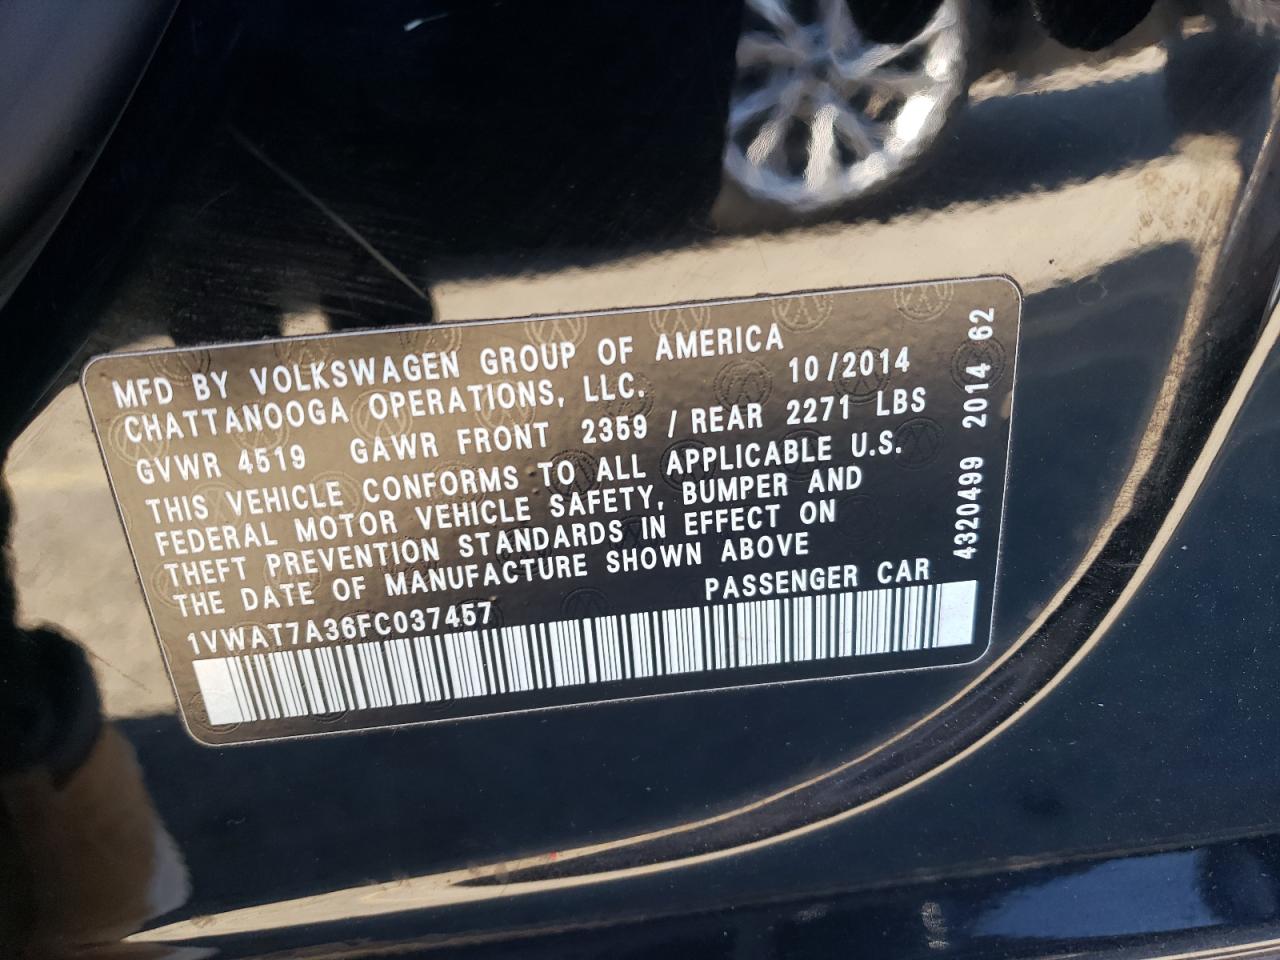 MFD BY VOLKSWAGEN GROUP OF AMERICA
CHATTANOOGA OPERATIONS, LLC. 10/2014
GVWR 4519 GAWR FRONT 2359 / REAR 2271 LBS
THIS VEHICLE CONFORMS TO ALL APPLICABLE U.S.
FEDERAL MOTOR VEHICLE SAFETY, BUMPER AND
THEFT PREVENTION STANDARDS IN EFFECT ON
THE DATE OF MANUFACTURE SHOWN ABOVE
1VWAT7A36FC037457 PASSENGER CAR
4320499 2014 62